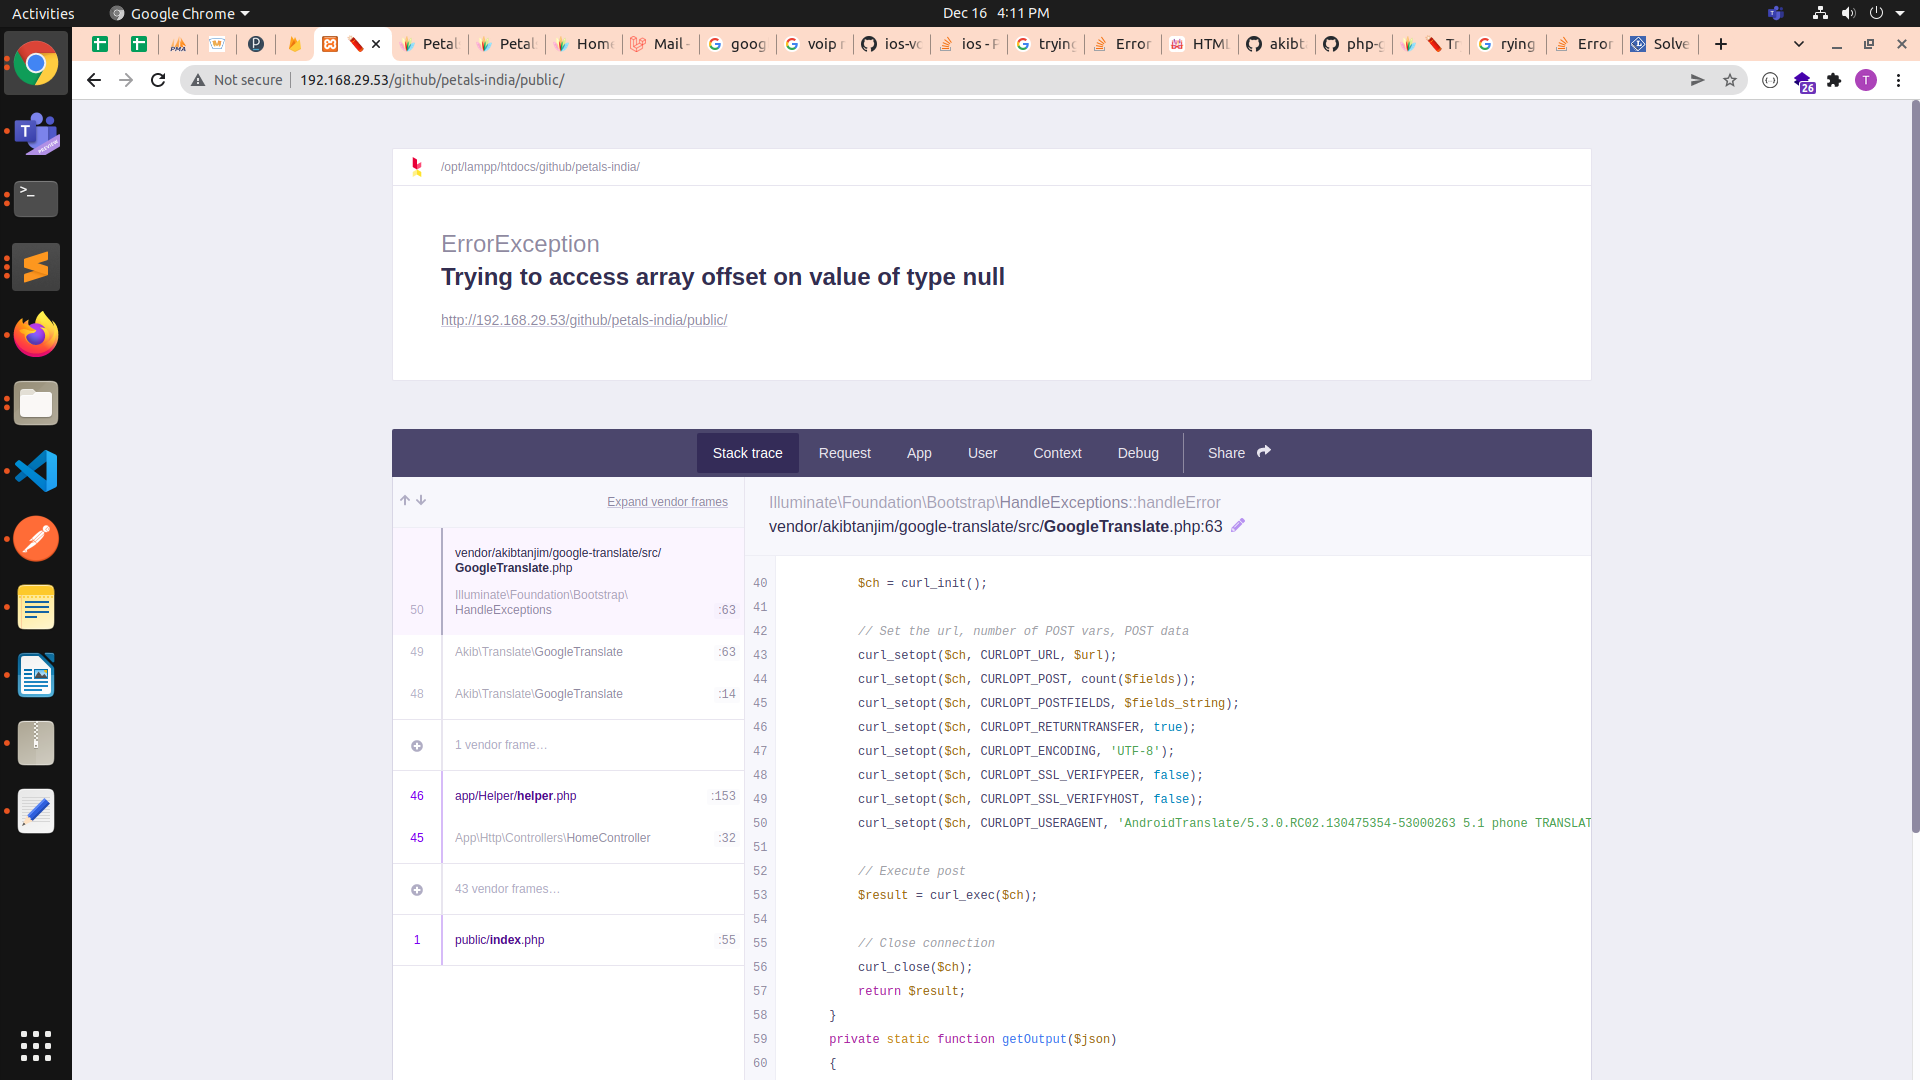 Activities
Google Chrome
Dec 16 4:11 PM
PMA
P
Petal
Petal
Home
Mail -
goog
voip r
ios-vo
ios - P
trying
Error
HTML
akibt
php-g
Tr
rying
Error
Solve
Not secure
192.168.29.53/github/petals-india/public/
26
T
/opt/lampp/htdocs/github/petals-india/
ErrorException
Trying to access array offset on value of type null
http://192.168.29.53/github/petals-india/public/
Stack trace
Request
App
User
Context
Debug
Share
Expand vendor frames
vendor/akibtanjim/google-translate/src/
GoogleTranslate.php
Illuminate\Foundation\Bootstrap\
50 HandleExceptions :63
49 Akib\Translate\GoogleTranslate :63
48 Akib\Translate\GoogleTranslate :14
1 vendor frame…
46 app/Helper/helper.php :153
45 App\Http\Controllers\HomeController :32
43 vendor frames…
1 public/index.php :55
Illuminate\Foundation\Bootstrap\HandleExceptions::handleError
vendor/akibtanjim/google-translate/src/GoogleTranslate.php:63
40 $ch = curl_init();
41
42 // Set the url, number of POST vars, POST data
43 curl_setopt($ch, CURLOPT_URL, $url);
44 curl_setopt($ch, CURLOPT_POST, count($fields));
45 curl_setopt($ch, CURLOPT_POSTFIELDS, $fields_string);
46 curl_setopt($ch, CURLOPT_RETURNTRANSFER, true);
47 curl_setopt($ch, CURLOPT_ENCODING, 'UTF-8');
48 curl_setopt($ch, CURLOPT_SSL_VERIFYPEER, false);
49 curl_setopt($ch, CURLOPT_SSL_VERIFYHOST, false);
50 curl_setopt($ch, CURLOPT_USERAGENT, 'AndroidTranslate/5.3.0.RC02.130475354-53000263 5.1 phone TRANSLAT
51
52 // Execute post
53 $result = curl_exec($ch);
54
55 // Close connection
56 curl_close($ch);
57 return $result;
58 }
59 private static function getOutput($json)
60 {